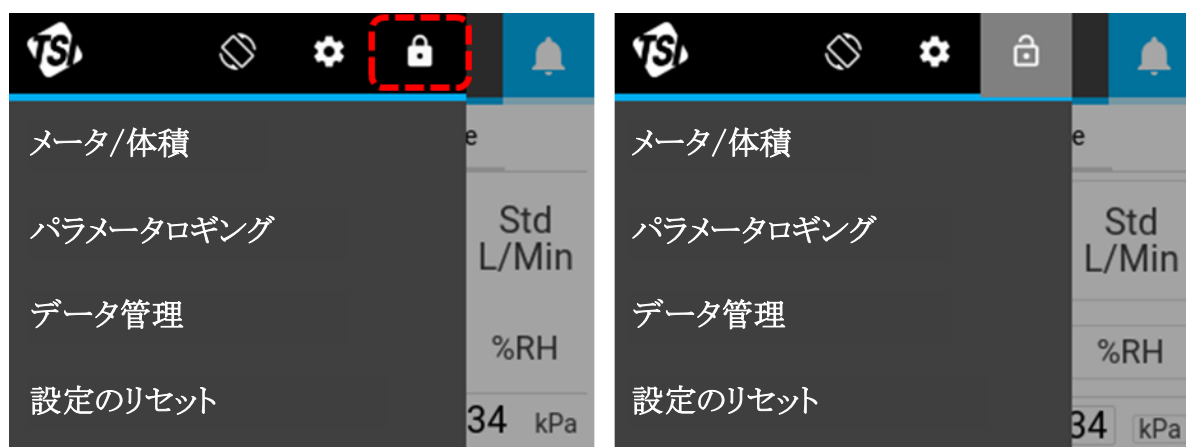 TSI
メータ/体積
パラメータロギング
データ管理
設定のリセット
e
Std
L/Min
%RH
34 kPa
TSI
メータ/体積
パラメータロギング
データ管理
設定のリセット
e
Std
L/Min
%RH
34 kPa